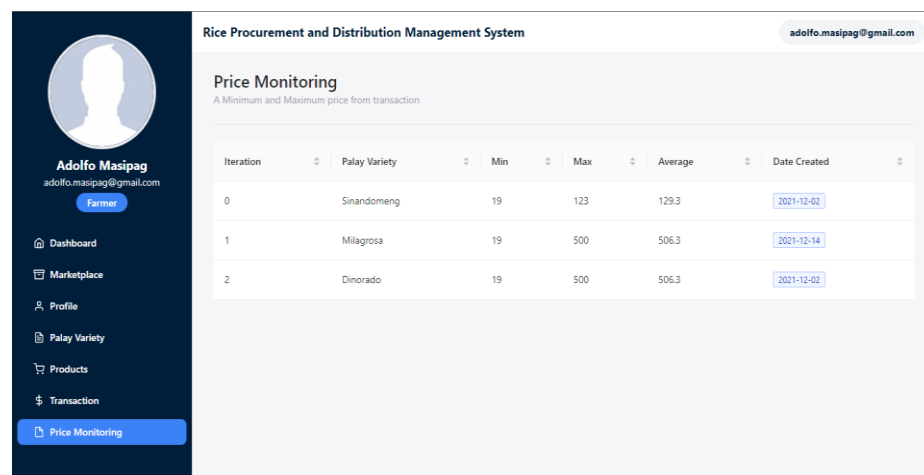 Rice Procurement and Distribution Management System
adolfo.masipag@gmail.com
Adolfo Masipag
adolfo.masipag@gmail.com
Farmer
Dashboard
Marketplace
Profile
Palay Variety
Products
Transaction
Price Monitoring
Price Monitoring
A Minimum and Maximum price from transaction
Iteration Palay Variety Min Max Average Date Created
0 Sinandomeng 19 123 129.3 2021-12-02
1 Milagrosa 19 500 506.3 2021-12-14
2 Dinorado 19 500 506.3 2021-12-02